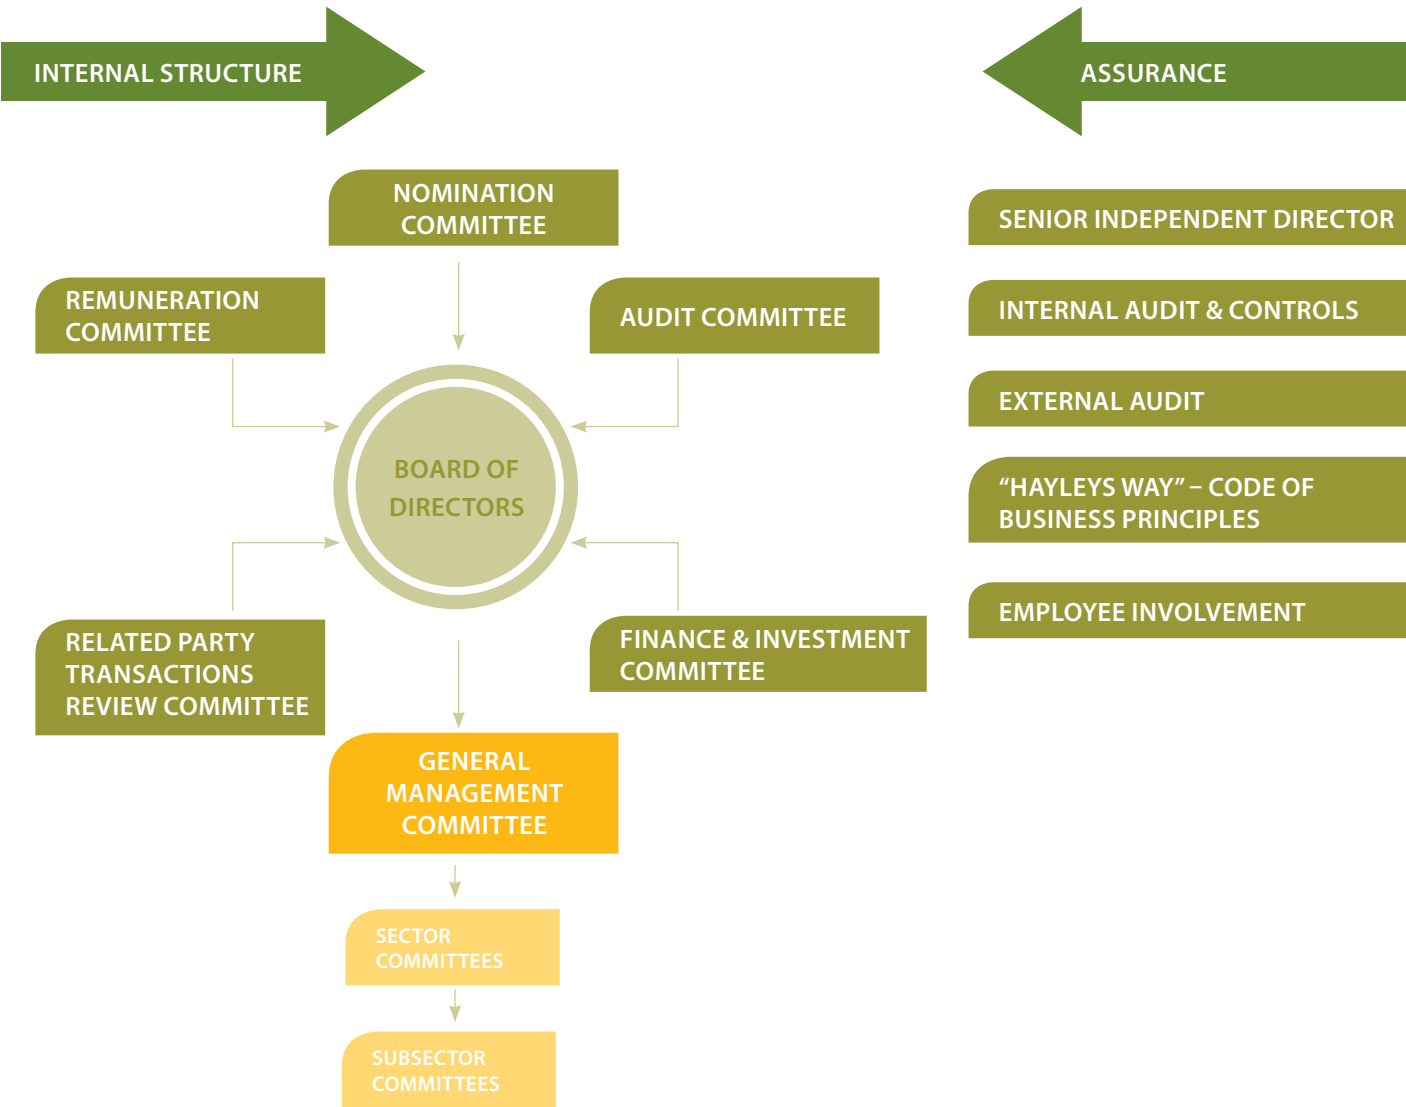 INTERNAL STRUCTURE
ASSURANCE
NOMINATION
COMMITTEE
REMUNERATION
COMMITTEE
AUDIT COMMITTEE
BOARD OF
DIRECTORS
RELATED PARTY
TRANSACTIONS
REVIEW COMMITTEE
FINANCE & INVESTMENT
COMMITTEE
GENERAL
MANAGEMENT
COMMITTEE
SECTOR
COMMITTEES
SUBSECTOR
COMMITTEES
SENIOR INDEPENDENT DIRECTOR
INTERNAL AUDIT & CONTROLS
EXTERNAL AUDIT
“HAYLEYS WAY” – CODE OF
BUSINESS PRINCIPLES
EMPLOYEE INVOLVEMENT